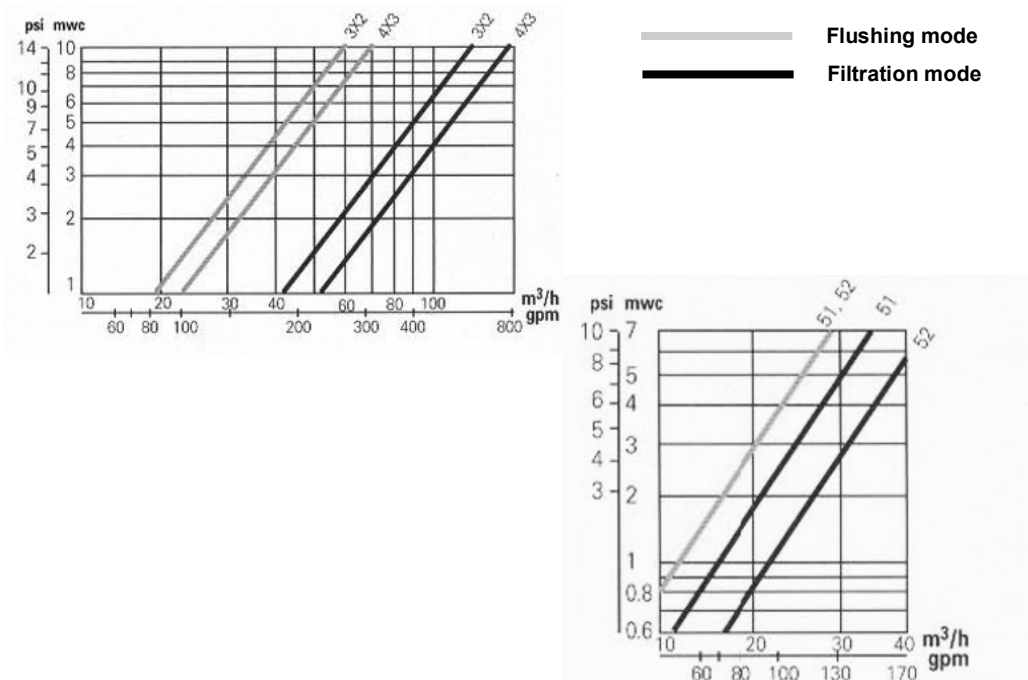 psi mwc
3X2 4X3 3X2 4X3
14 10
8
10 6
9
7 5
5 4
4 3
3 2
2
1
10 20 30 40 60 80 100 m³/h
60 80 100 200 300 400 800 gpm
Flushing mode
Filtration mode
psi mwc
51, 52 51 52
10 7
8 5
6 4
5 3
4
3 2
1
0.8
0.6
10 20 30 40 m³/h
60 80 100 130 170 gpm